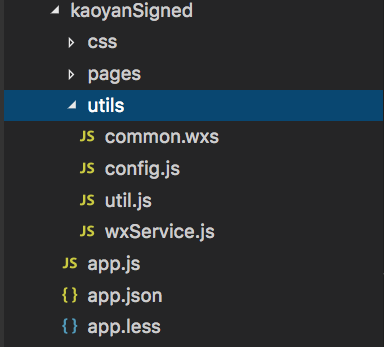 kaoyanSigned
css
pages
utils
JS common.wxs
JS config.js
JS util.js
JS wxService.js
JS app.js
{ } app.json
{ } app.less